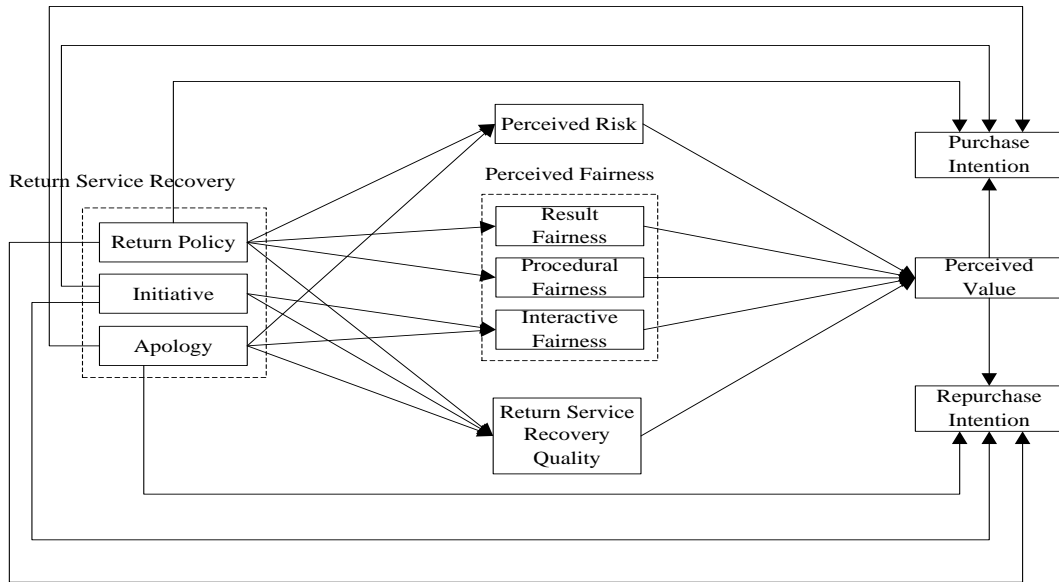 Return Service Recovery
Return Policy
Initiative
Apology
Perceived Risk
Perceived Fairness
Result
Fairness
Procedural
Fairness
Interactive
Fairness
Return Service
Recovery
Quality
Purchase
Intention
Perceived
Value
Repurchase
Intention